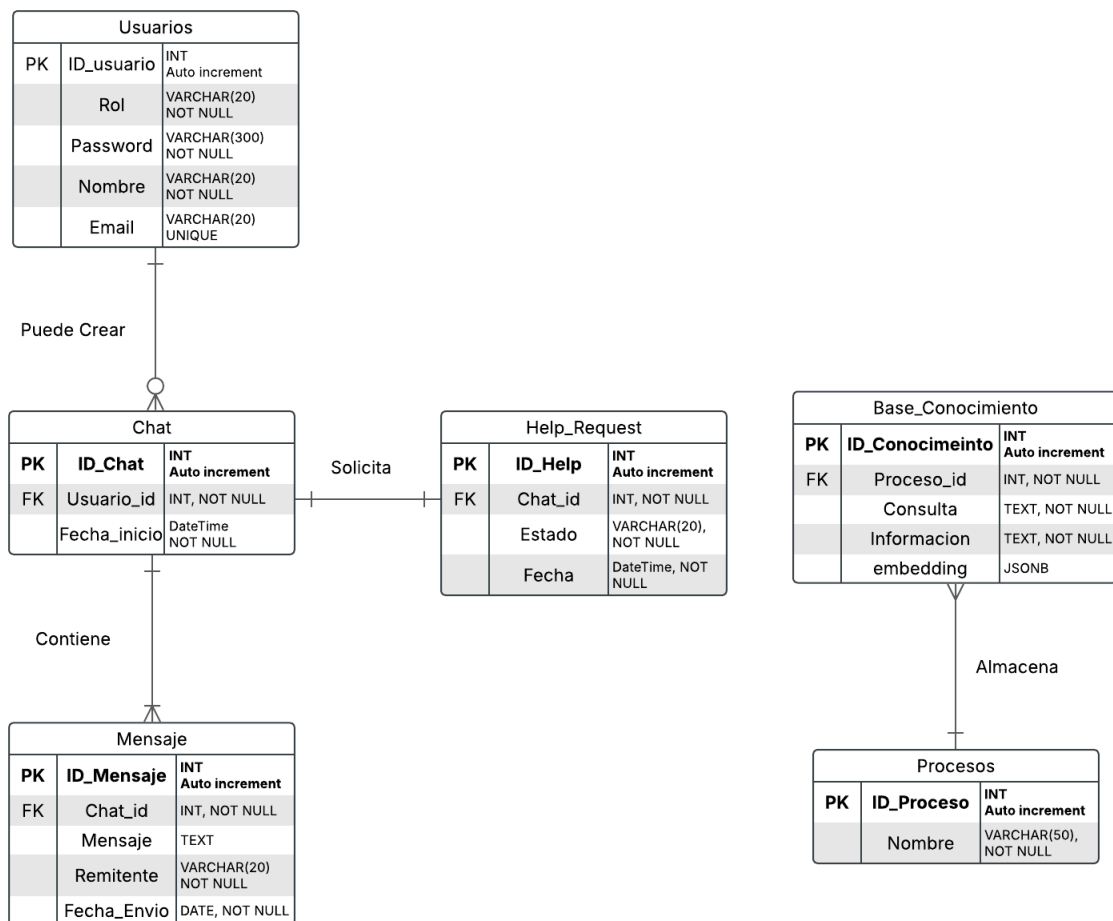 Usuarios
PK ID_usuario INT
Auto increment
Rol VARCHAR(20)
NOT NULL
Password VARCHAR(300)
NOT NULL
Nombre VARCHAR(20)
NOT NULL
Email VARCHAR(20)
UNIQUE
Puede Crear
Chat
PK ID_Chat INT
Auto increment
FK Usuario_id INT, NOT NULL
Fecha_inicio DateTime
NOT NULL
Solicita
Help_Request
PK ID_Help INT
Auto increment
FK Chat_id INT, NOT NULL
Estado VARCHAR(20),
NOT NULL
Fecha DateTime, NOT
NULL
Contiene
Mensaje
PK ID_Mensaje INT
Auto increment
FK Chat_id INT, NOT NULL
Mensaje TEXT
Remitente VARCHAR(20)
NOT NULL
Fecha_Envio DATE, NOT NULL
Base_Conocimiento
PK ID_Conocimeinto INT
Auto increment
FK Proceso_id INT, NOT NULL
Consulta TEXT, NOT NULL
Informacion TEXT, NOT NULL
embedding JSONB
Almacena
Procesos
PK ID_Proceso INT
Auto increment
Nombre VARCHAR(50),
NOT NULL